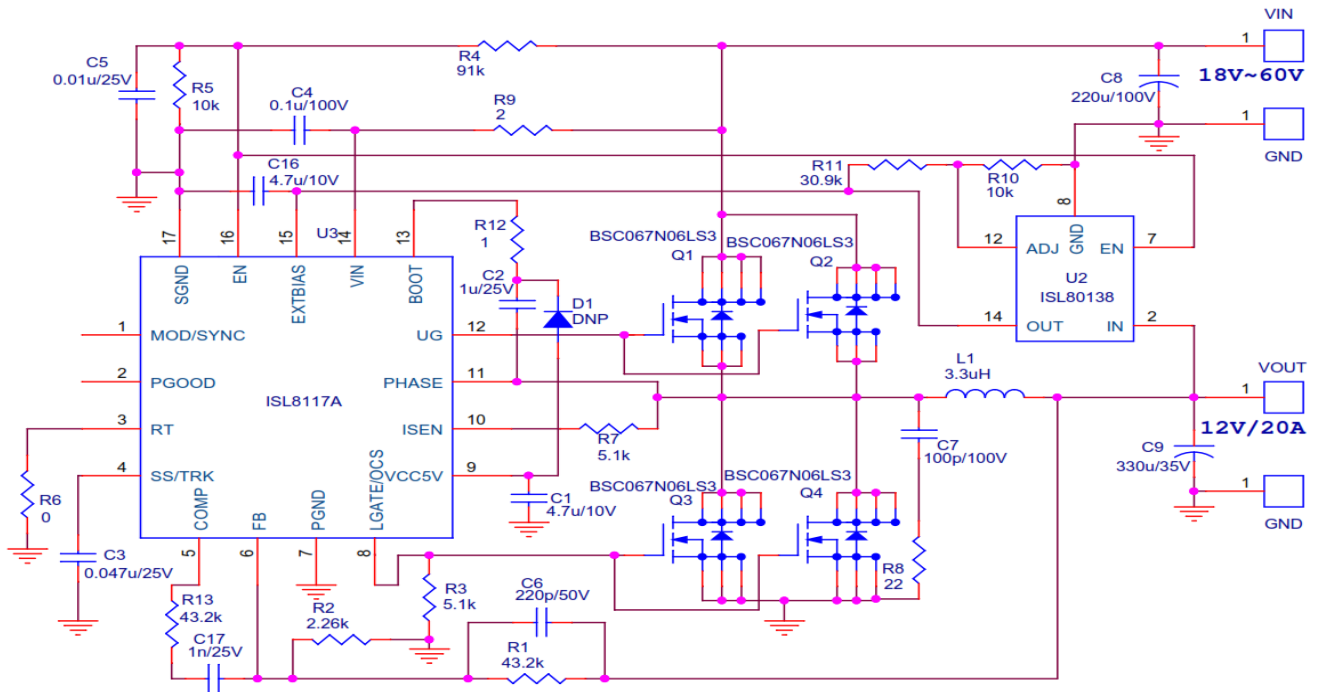 VIN
1
18V~60V
C8
220u/100V
1
GND
C5
0.01u/25V
R5
10k
R4
91k
C4
0.1u/100V
R9
2
C16
4.7u/10V
R11
30.9k
R10
10k
17
16
15
U3
14
13
R12
1
C2
1u/25V
D1
DNP
BSC067N06LS3
Q1
BSC067N06LS3
Q2
8
12
ADJ
GND
EN
7
U2
ISL80138
14
OUT
IN
2
SGND
EN
EXTBIAS
VIN
BOOT
1
MOD/SYNC
UG
12
2
PGOOD
PHASE
11
ISL8117A
3
RT
ISEN
10
4
SS/TRK
VCC5V
9
COMP
FB
PGND
LGATE/OCS
5
6
7
8
R7
5.1k
L1
3.3uH
VOUT
1
12V/20A
C7
100p/100V
C9
330u/35V
1
GND
C1
4.7u/10V
BSC067N06LS3
Q3
BSC067N06LS3
Q4
R8
22
R6
0
C3
0.047u/25V
R13
43.2k
C17
1n/25V
R2
2.26k
R3
5.1k
C6
220p/50V
R1
43.2k